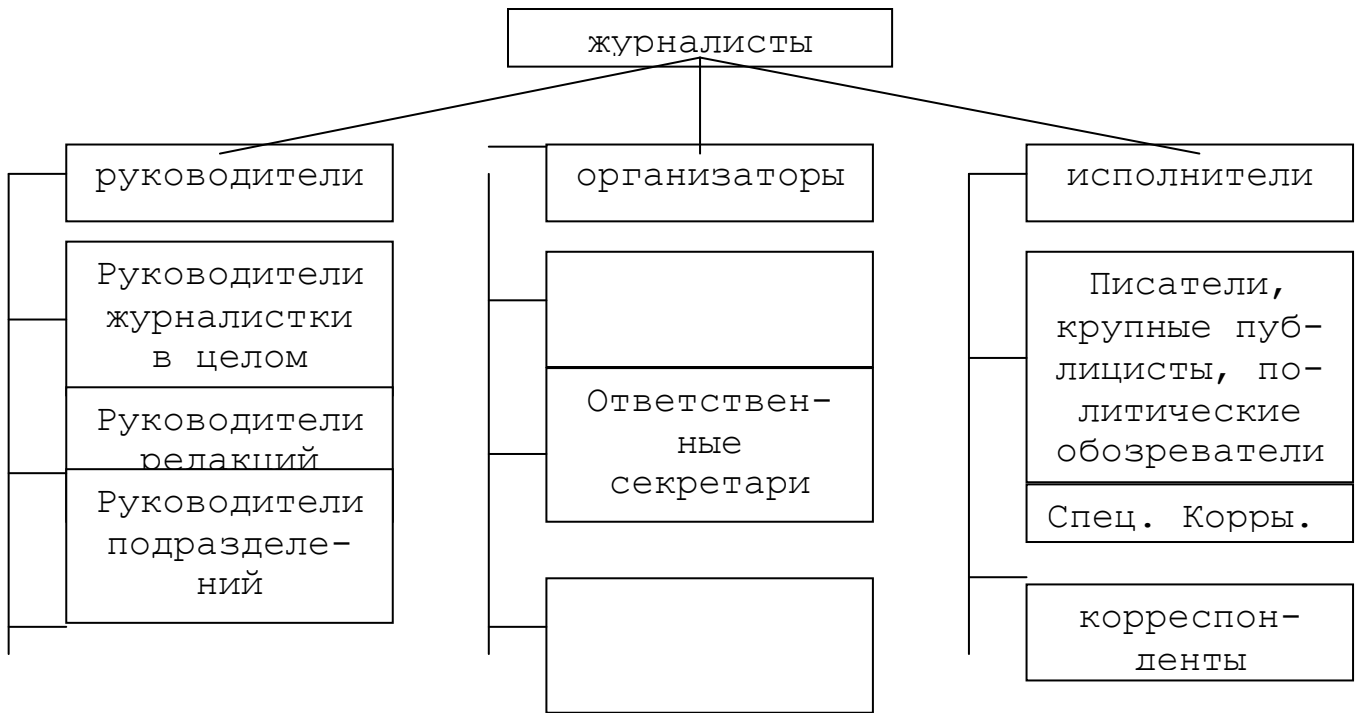 журналисты
руководители
организаторы
исполнители
Руководители
журналистки
в целом
Руководители
редакций
Руководители
подразделе-
ний
Ответствен-
ные
секретари
Писатели,
крупные пуб-
лицисты, по-
литические
обозреватели
Спец. Корры.
корреспон-
денты